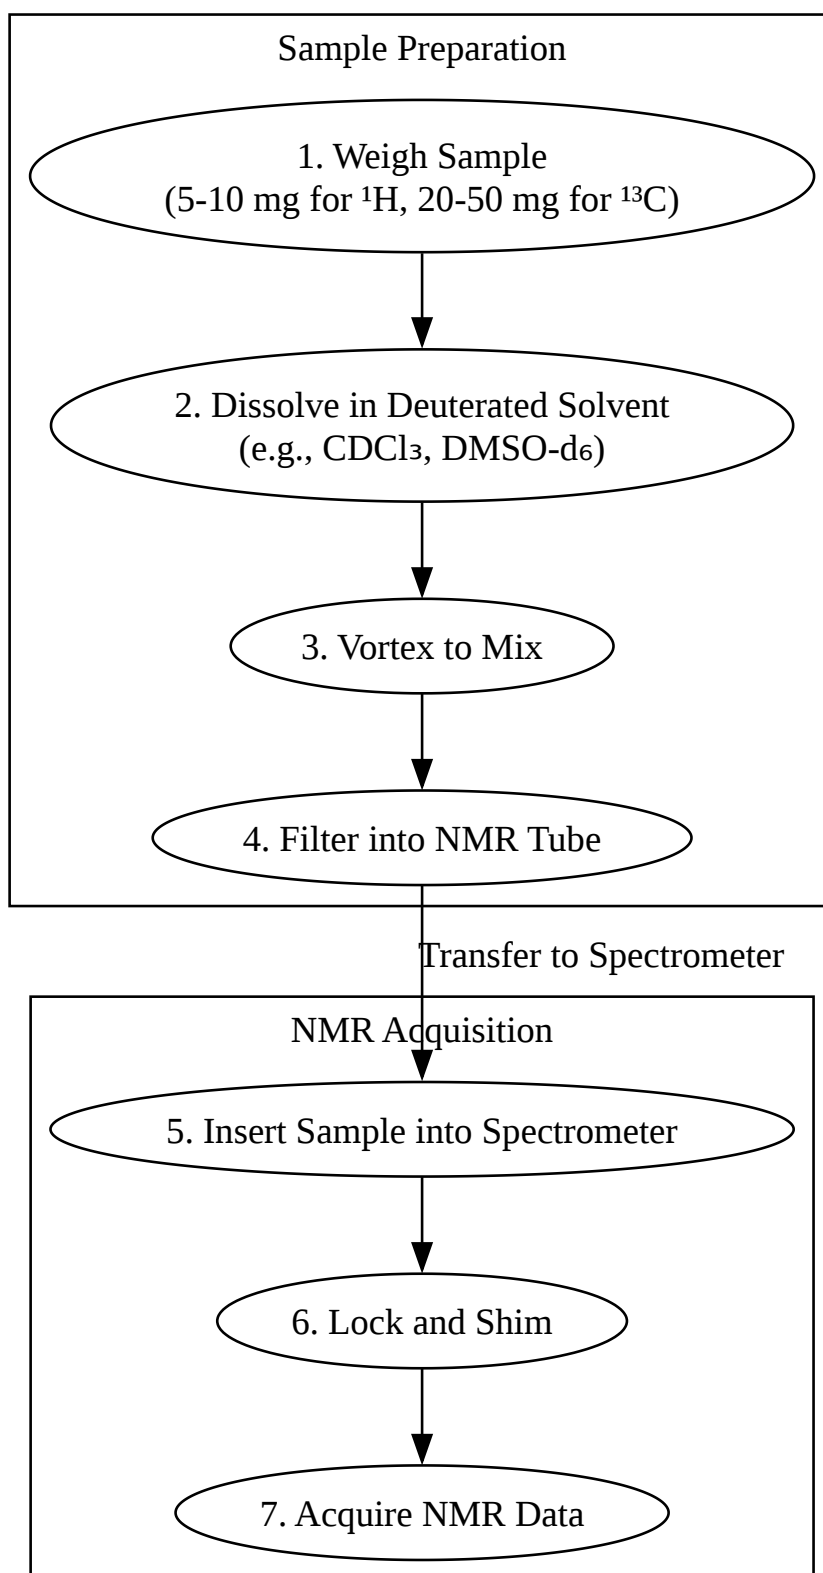 Sample Preparation
1. Weigh Sample
(5-10 mg for ¹H, 20-50 mg for ¹³C)
2. Dissolve in Deuterated Solvent
(e.g., CDCl₃, DMSO-d₆)
3. Vortex to Mix
4. Filter into NMR Tube
Transfer to Spectrometer
NMR Acquisition
5. Insert Sample into Spectrometer
6. Lock and Shim
7. Acquire NMR Data